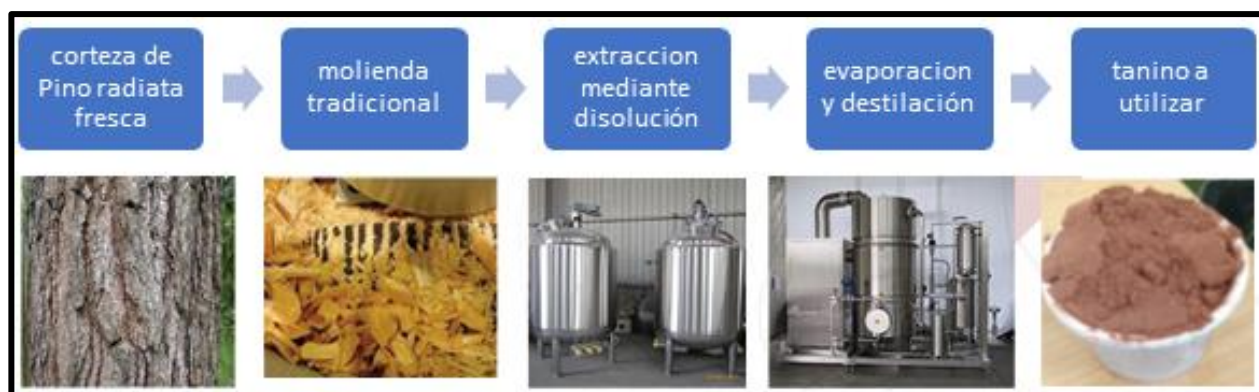 corteza de
Pino radiata
fresca
molienda
tradicional
extraccion
mediante
disolución
evaporacion
y destilación
tanino a
utilizar